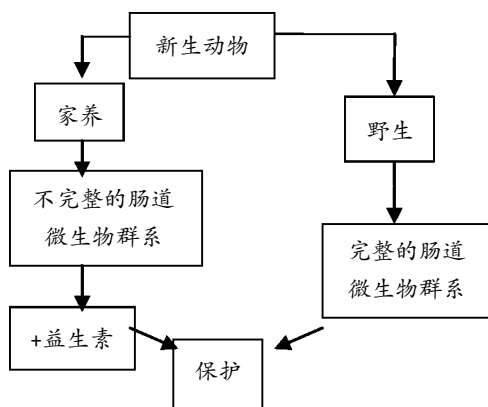 新生动物
家养
野生
不完整的肠道
微生物群系
完整的肠道
微生物群系
+益生素
保护